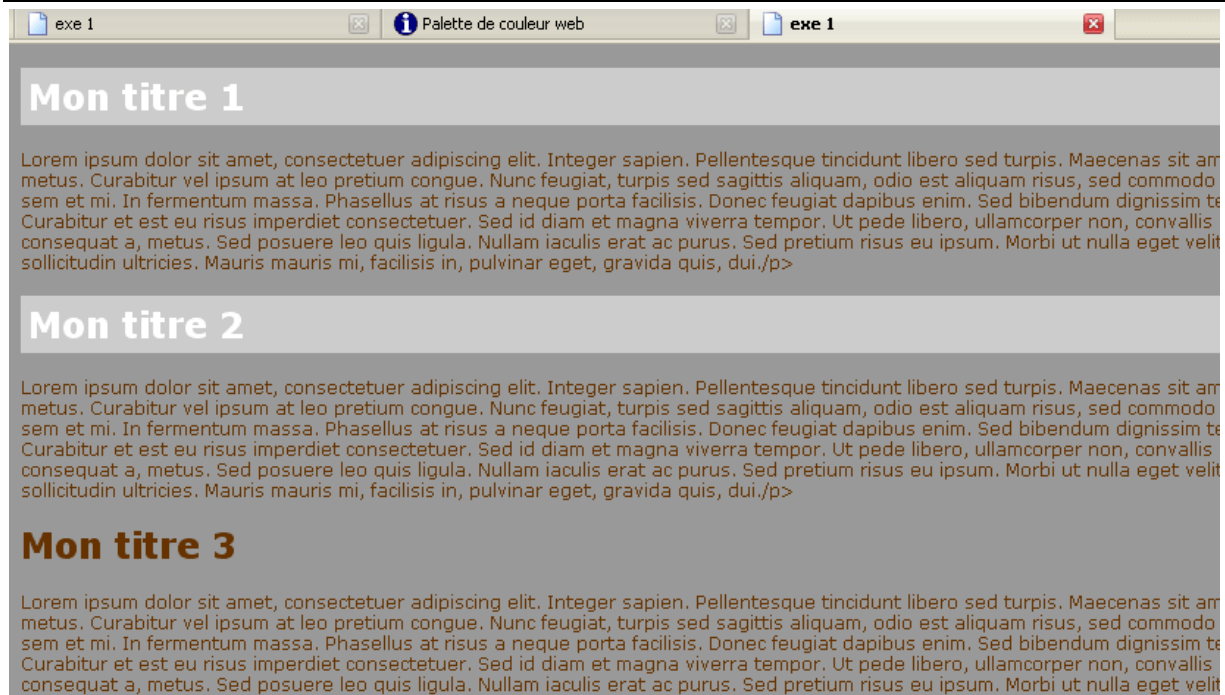 exe 1
Palette de couleur web
exe 1
Mon titre 1
Lorem ipsum dolor sit amet, consectetuer adipiscing elit. Integer sapien. Pellentesque tincidunt libero sed turpis. Maecenas sit am
metus. Curabitur vel ipsum at leo pretium congue. Nunc feugiat, turpis sed sagittis aliquam, odio est aliquam risus, sed commodo
sem et mi. In fermentum massa. Phasellus at risus a neque porta facilisis. Donec feugiat dapibus enim. Sed bibendum dignissim te
Curabitur et est eu risus imperdiet consectetuer. Sed id diam et magna viverra tempor. Ut pede libero, ullamcorper non, convallis
consequat a, metus. Sed posuere leo quis ligula. Nullam iaculis erat ac purus. Sed pretium risus eu ipsum. Morbi ut nulla eget velit
sollicitudin ultricies. Mauris mauris mi, facilisis in, pulvinar eget, gravida quis, dui./p>
Mon titre 2
Lorem ipsum dolor sit amet, consectetuer adipiscing elit. Integer sapien. Pellentesque tincidunt libero sed turpis. Maecenas sit am
metus. Curabitur vel ipsum at leo pretium congue. Nunc feugiat, turpis sed sagittis aliquam, odio est aliquam risus, sed commodo
sem et mi. In fermentum massa. Phasellus at risus a neque porta facilisis. Donec feugiat dapibus enim. Sed bibendum dignissim te
Curabitur et est eu risus imperdiet consectetuer. Sed id diam et magna viverra tempor. Ut pede libero, ullamcorper non, convallis
consequat a, metus. Sed posuere leo quis ligula. Nullam iaculis erat ac purus. Sed pretium risus eu ipsum. Morbi ut nulla eget velit
sollicitudin ultricies. Mauris mauris mi, facilisis in, pulvinar eget, gravida quis, dui./p>
Mon titre 3
Lorem ipsum dolor sit amet, consectetuer adipiscing elit. Integer sapien. Pellentesque tincidunt libero sed turpis. Maecenas sit am
metus. Curabitur vel ipsum at leo pretium congue. Nunc feugiat, turpis sed sagittis aliquam, odio est aliquam risus, sed commodo
sem et mi. In fermentum massa. Phasellus at risus a neque porta facilisis. Donec feugiat dapibus enim. Sed bibendum dignissim te
Curabitur et est eu risus imperdiet consectetuer. Sed id diam et magna viverra tempor. Ut pede libero, ullamcorper non, convallis
consequat a, metus. Sed posuere leo quis ligula. Nullam iaculis erat ac purus. Sed pretium risus eu ipsum. Morbi ut nulla eget velit